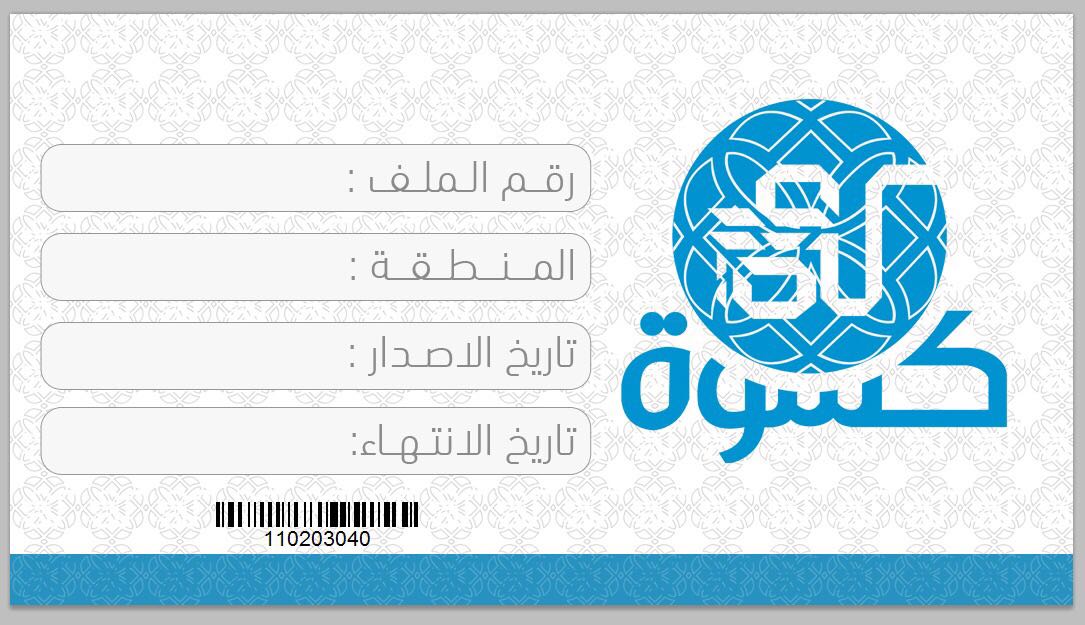 رقم الملف :
المنطقة :
تاريخ الاصدار :
تاريخ الانتهاء:
كسوة
110203040